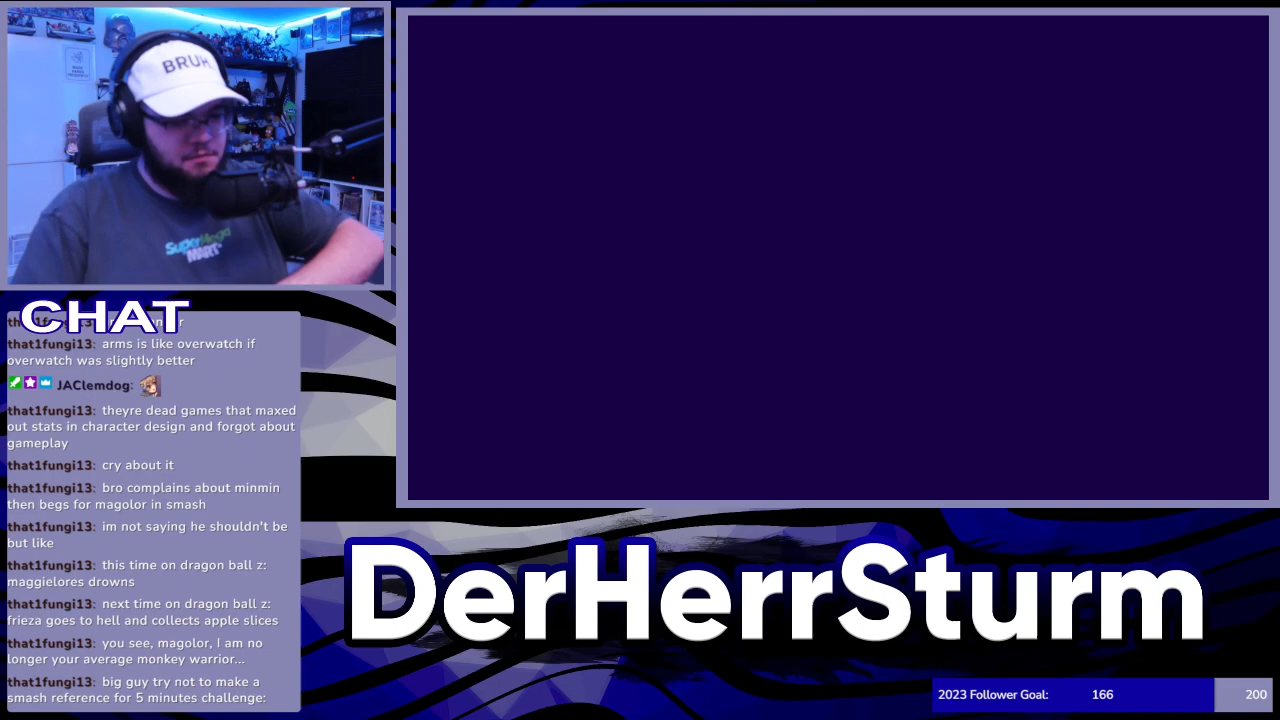 BRUH
SuperMega
MART
CHAT
that1fungi13: arms is like overwatch if
overwatch was slightly better
JAClemdog:
that1fungi13: theyre dead games that maxed
out stats in character design and forgot about
gameplay
that1fungi13: cry about it
that1fungi13: bro complains about minmin
then begs for magolor in smash
that1fungi13: im not saying he shouldn't be
but like
that1fungi13: this time on dragon ball z:
maggielores drowns
that1fungi13: next time on dragon ball z:
frieza goes to hell and collects apple slices
that1fungi13: you see, magolor, I am no
longer your average monkey warrior...
that1fungi13: big guy try not to make a
smash reference for 5 minutes challenge:
DerHerrSturm
2023 Follower Goal: 166 200